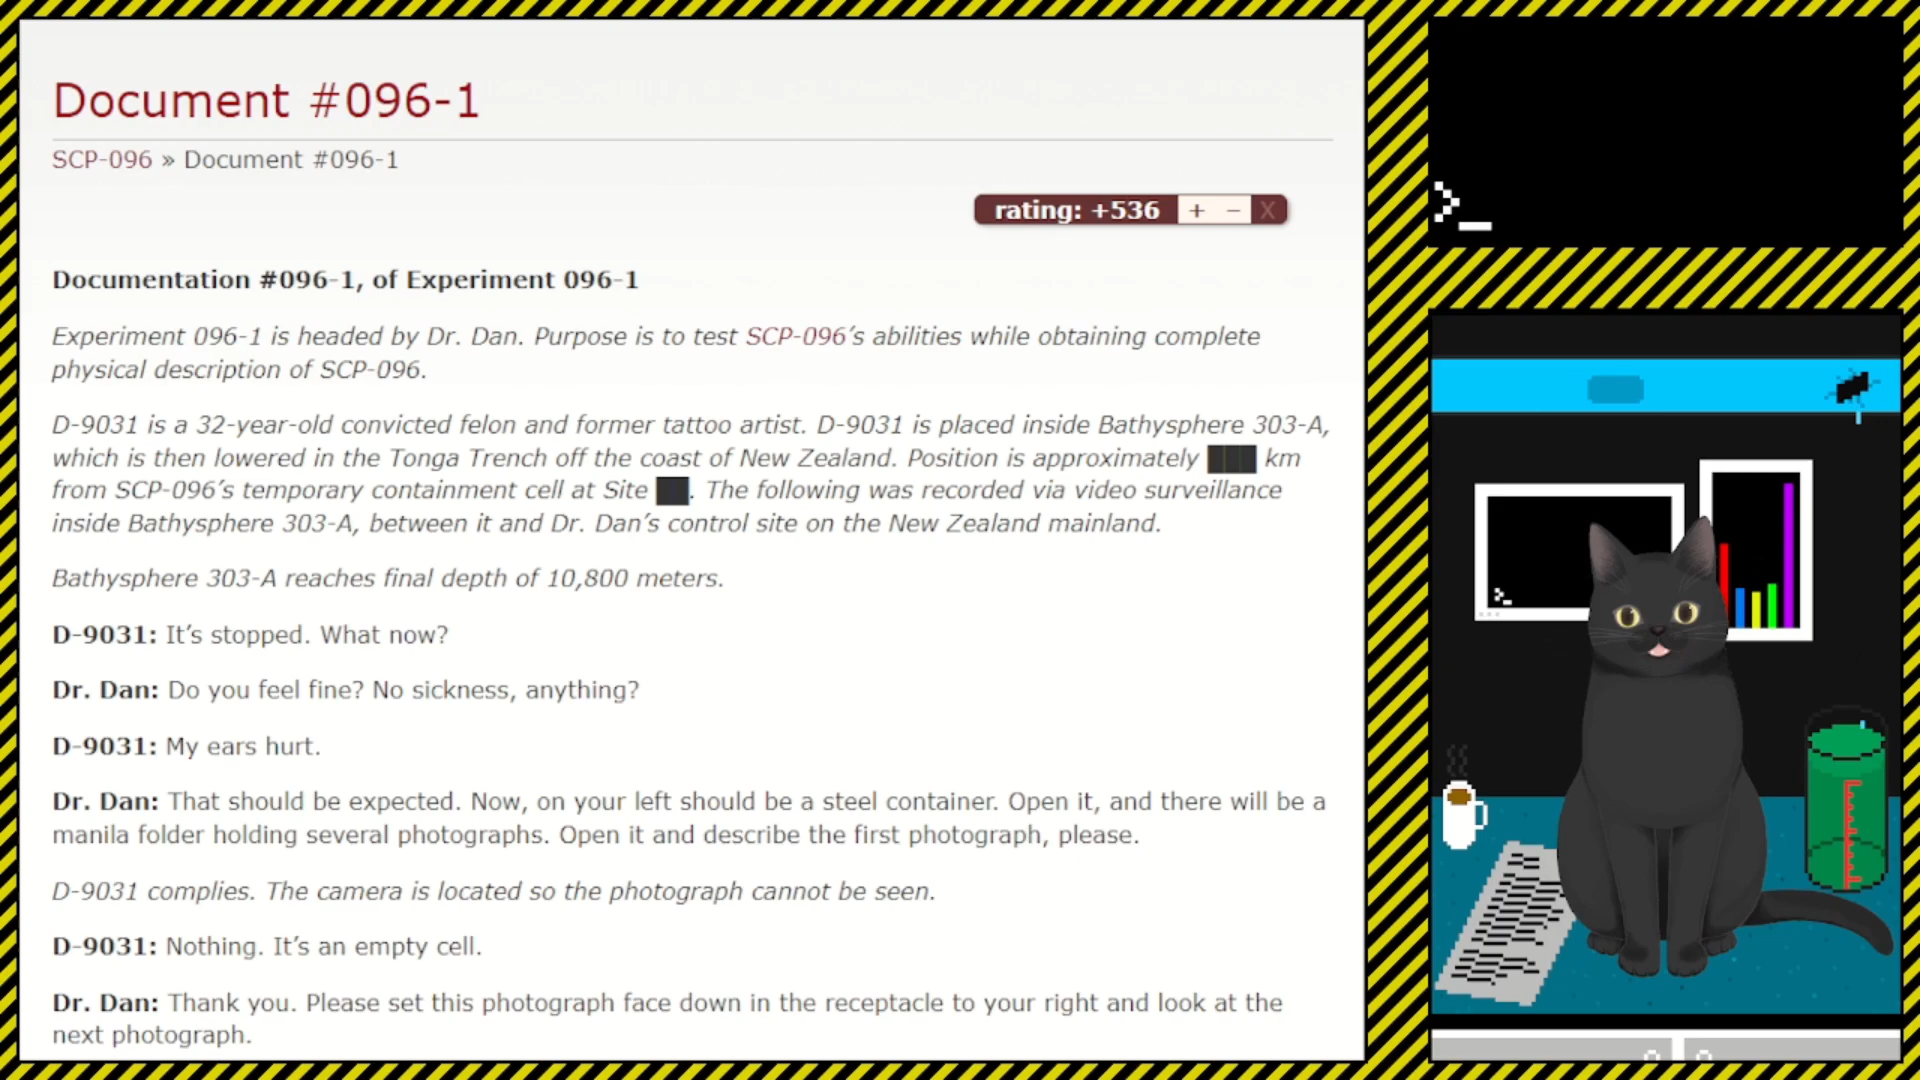 Document #096-1
SCP-096 » Document #096-1
rating: +536 + − X
Documentation #096-1, of Experiment 096-1
Experiment 096-1 is headed by Dr. Dan. Purpose is to test SCP-096’s abilities while obtaining complete
physical description of SCP-096.
D-9031 is a 32-year-old convicted felon and former tattoo artist. D-9031 is placed inside Bathysphere 303-A,
which is then lowered in the Tonga Trench off the coast of New Zealand. Position is approximately ███ km
from SCP-096’s temporary containment cell at Site ██. The following was recorded via video surveillance
inside Bathysphere 303-A, between it and Dr. Dan’s control site on the New Zealand mainland.
Bathysphere 303-A reaches final depth of 10,800 meters.
D-9031: It’s stopped. What now?
Dr. Dan: Do you feel fine? No sickness, anything?
D-9031: My ears hurt.
Dr. Dan: That should be expected. Now, on your left should be a steel container. Open it, and there will be a
manila folder holding several photographs. Open it and describe the first photograph, please.
D-9031 complies. The camera is located so the photograph cannot be seen.
D-9031: Nothing. It’s an empty cell.
Dr. Dan: Thank you. Please set this photograph face down in the receptacle to your right and look at the
next photograph.
>_
>_